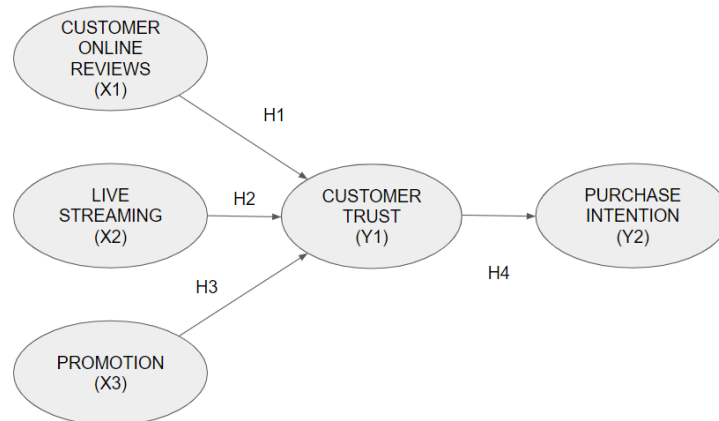 CUSTOMER
ONLINE
REVIEWS
(X1)
H1
LIVE
STREAMING
(X2)
H2
CUSTOMER
TRUST
(Y1)
PURCHASE
INTENTION
(Y2)
H3
H4
PROMOTION
(X3)